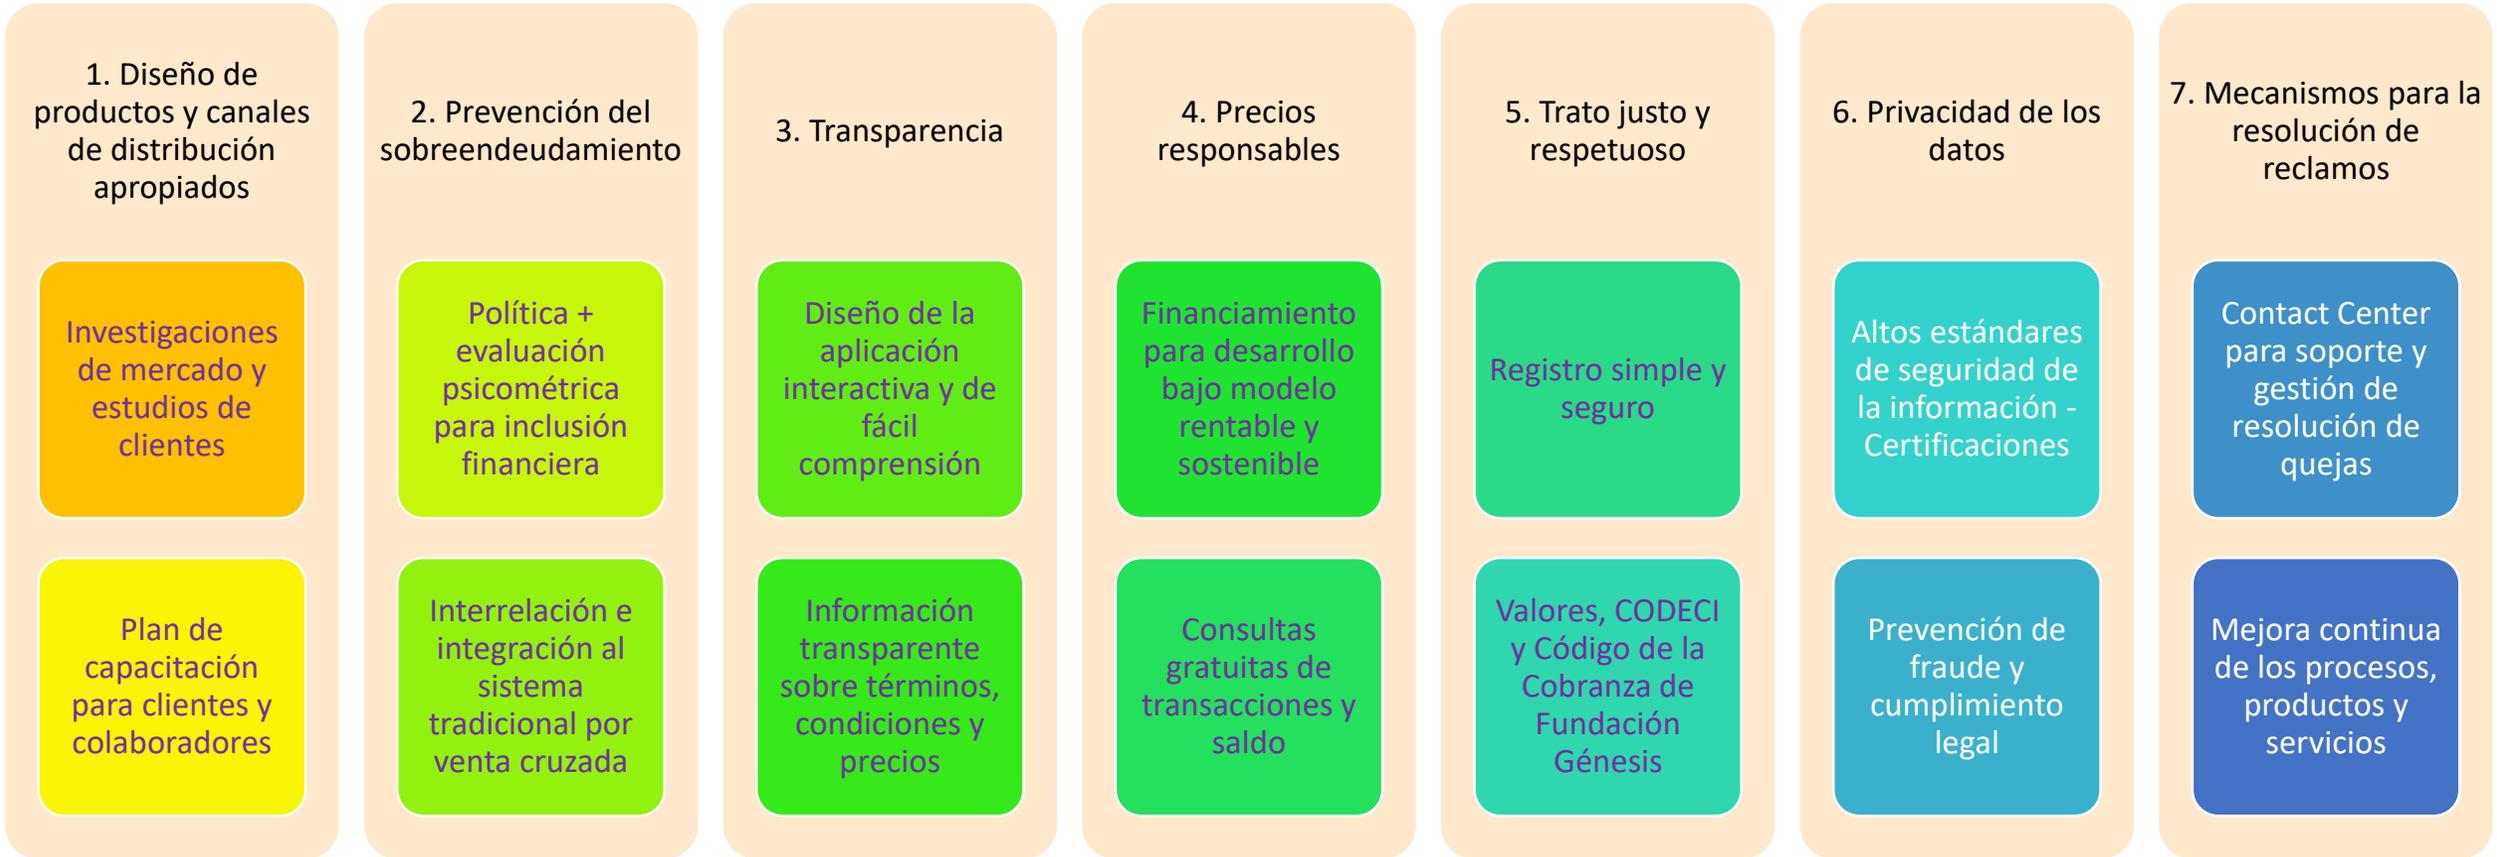 1. Diseño de
productos y canales
de distribución
apropiados
Investigaciones
de mercado y
estudios de
clientes
Plan de
capacitación
para clientes y
colaboradores
2. Prevención del
sobreendeudamiento
Política +
evaluación
psicométrica
para inclusión
financiera
Interrelación e
integración al
sistema
tradicional por
venta cruzada
3. Transparencia
Diseño de la
aplicación
interactiva y de
fácil
comprensión
Información
transparente
sobre términos,
condiciones y
precios
4. Precios
responsables
Financiamiento
para desarrollo
bajo modelo
rentable y
sostenible
Consultas
gratuitas de
transacciones y
saldo
5. Trato justo y
respetuoso
Registro simple y
seguro
Valores, CODECI
y Código de la
Cobranza de
Fundación
Génesis
6. Privacidad de los
datos
Altos estándares
de seguridad de
la información -
Certificaciones
Prevención de
fraude y
cumplimiento
legal
7. Mecanismos para la
resolución de
reclamos
Contact Center
para soporte y
gestión de
resolución de
quejas
Mejora continua
de los procesos,
productos y
servicios